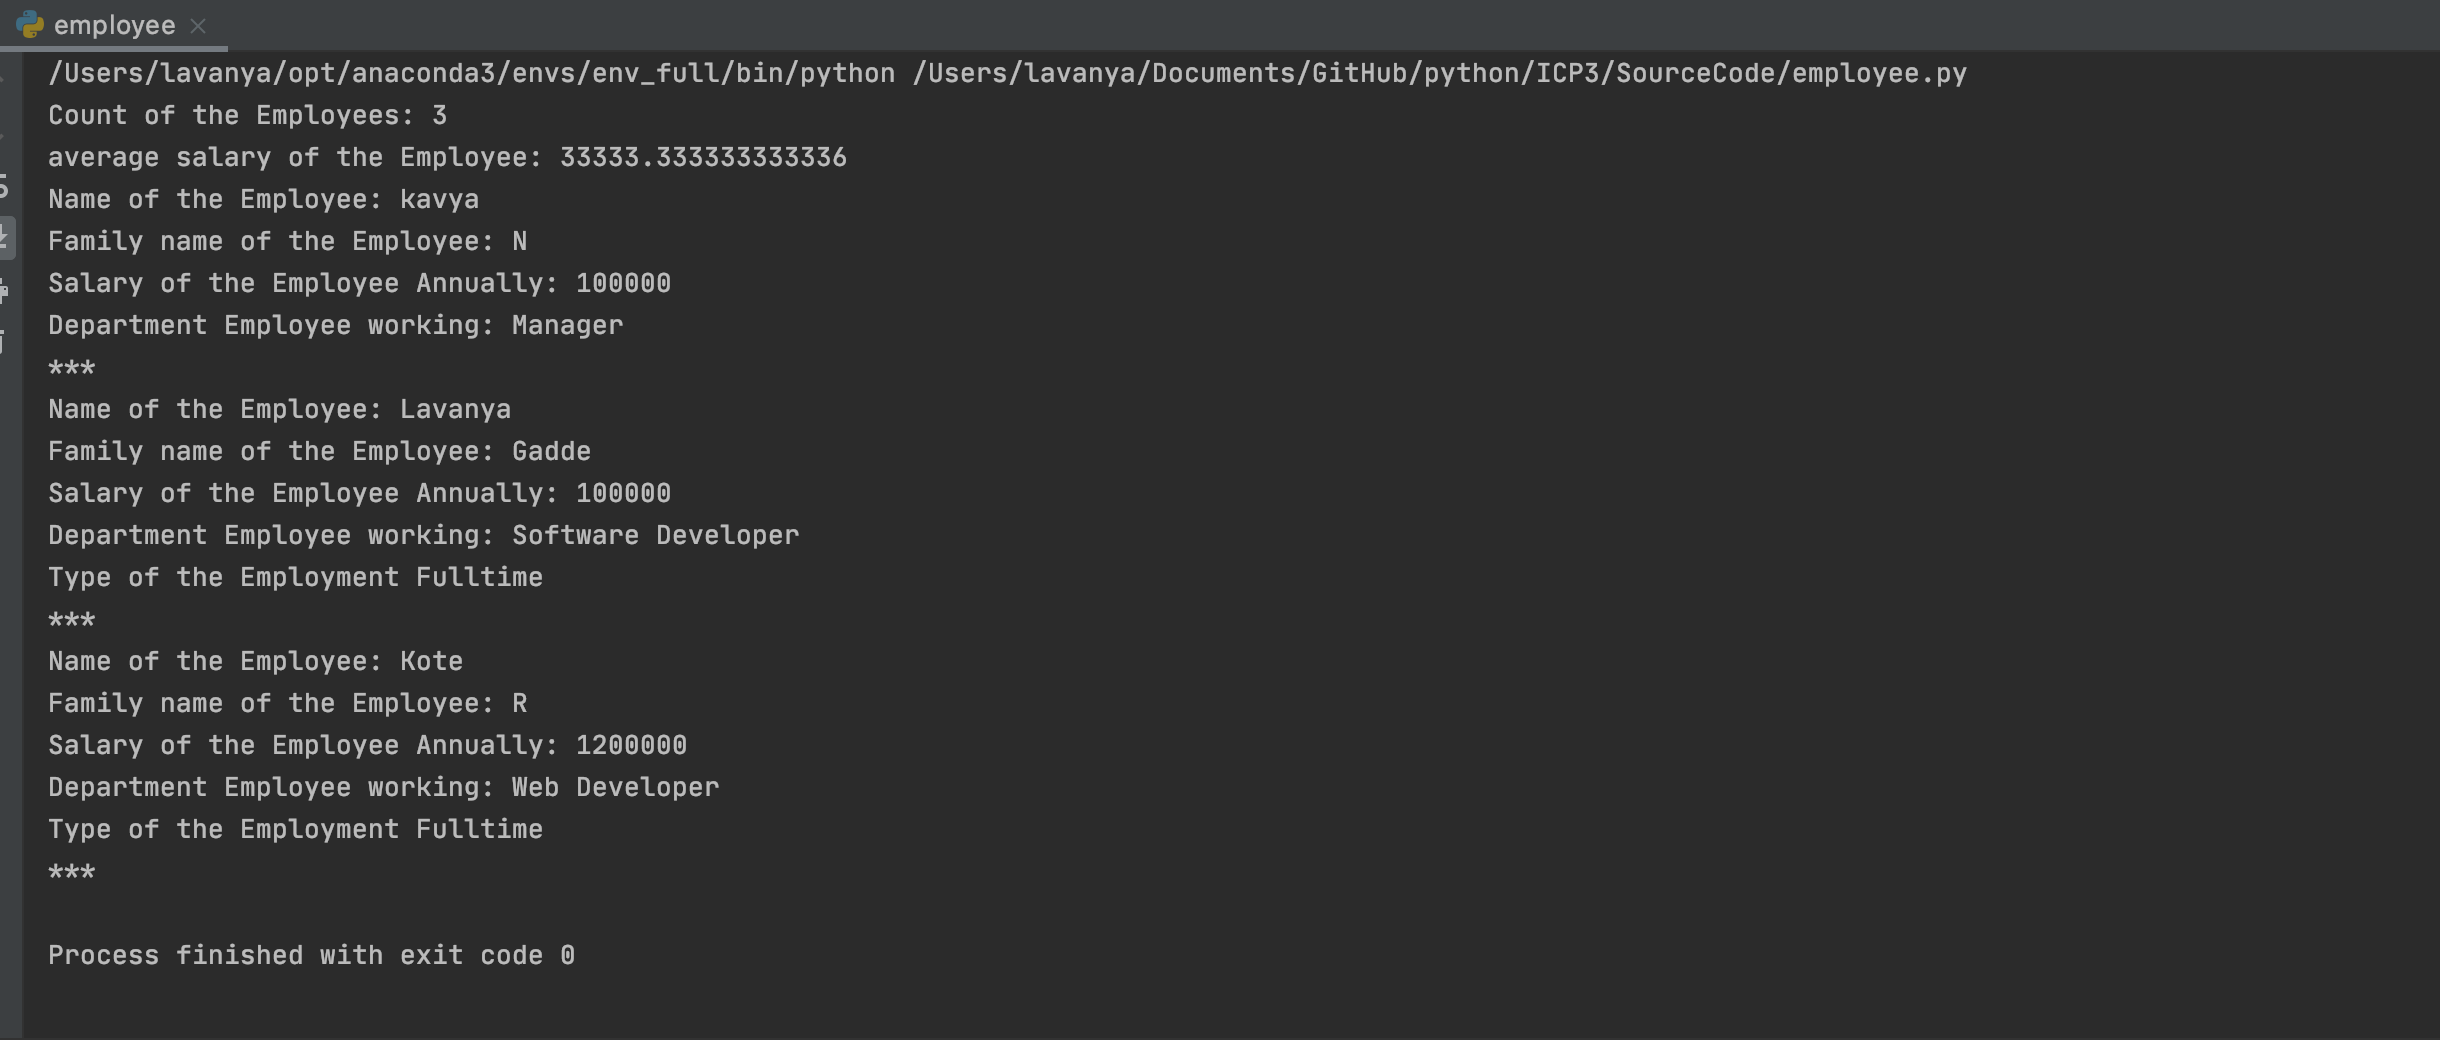 employee
/Users/lavanya/opt/anaconda3/envs/env_full/bin/python /Users/lavanya/Documents/GitHub/python/ICP3/SourceCode/employee.py
Count of the Employees: 3
average salary of the Employee: 33333.333333333336
Name of the Employee: kavya
Family name of the Employee: N
Salary of the Employee Annually: 100000
Department Employee working: Manager
***
Name of the Employee: Lavanya
Family name of the Employee: Gadde
Salary of the Employee Annually: 100000
Department Employee working: Software Developer
Type of the Employment Fulltime
***
Name of the Employee: Kote
Family name of the Employee: R
Salary of the Employee Annually: 1200000
Department Employee working: Web Developer
Type of the Employment Fulltime
***
Process finished with exit code 0